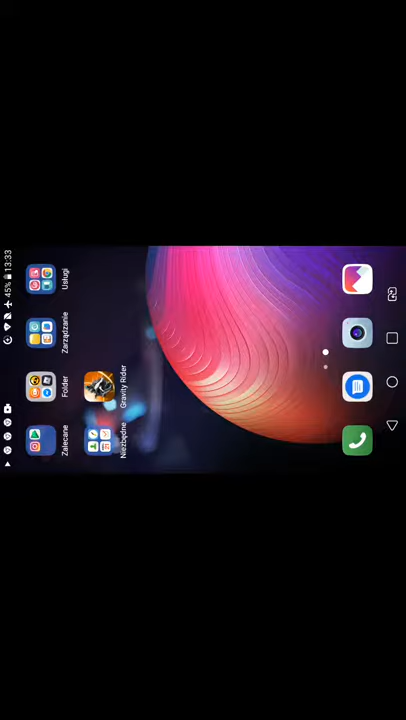 45% 13:33
Zalecane
Folder
Zarządzanie
Usługi
Niezbędne
Gravity Rider